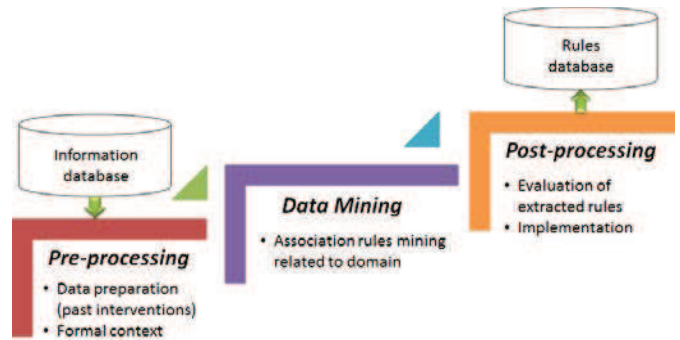 Information
database
Pre-processing
• Data preparation
(past interventions)
• Formal context
Data Mining
• Association rules mining
related to domain
Rules
database
Post-processing
• Evaluation of
extracted rules
• Implementation